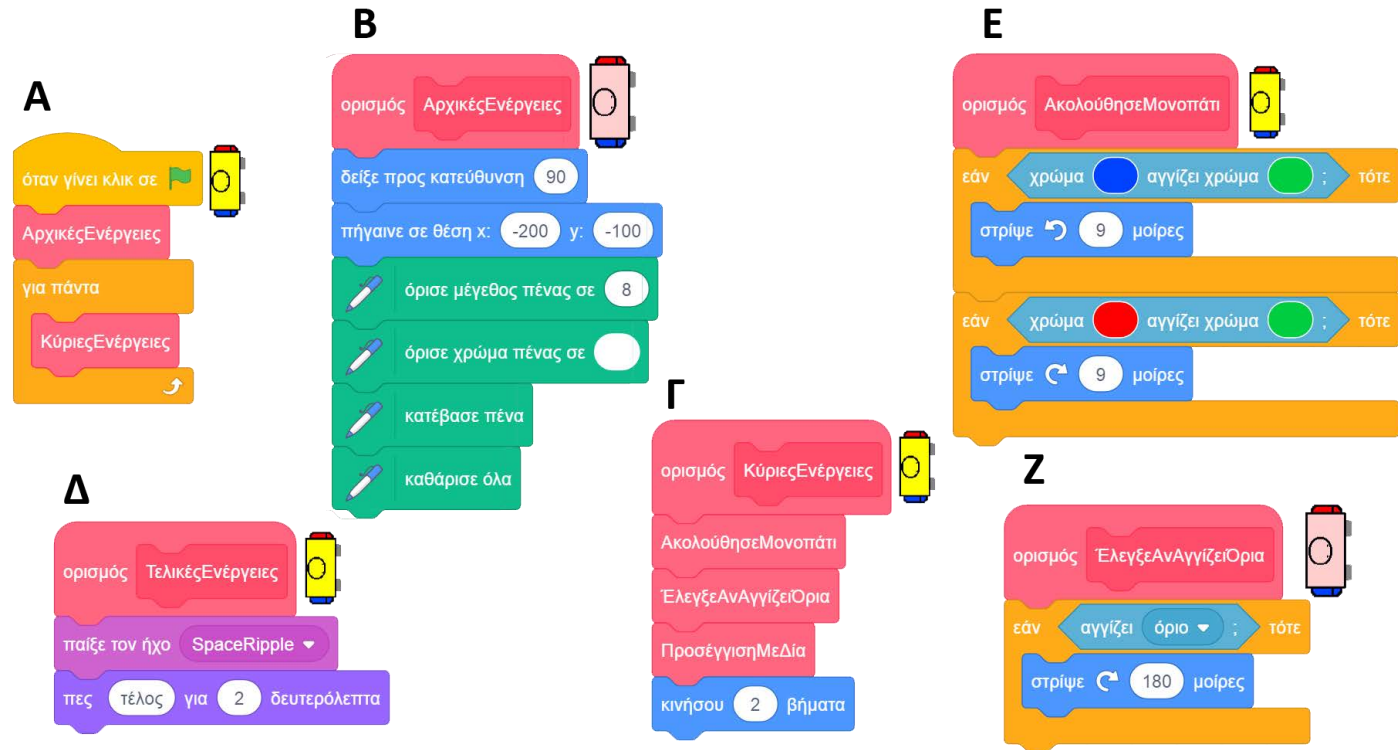 Α
όταν γίνει κλικ σε
ΑρχικέςΕνέργειες
για πάντα
ΚύριεςΕνέργειες
Β
ορισμός ΑρχικέςΕνέργειες
δείξε προς κατεύθυνση 90
πήγαινε σε θέση x: -200 y: -100
όρισε μέγεθος πένας σε 8
όρισε χρώμα πένας σε
κατέβασε πένα
καθάρισε όλα
Ε
ορισμός ΑκολούθησεΜονοπάτι
εάν χρώμα αγγίζει χρώμα ; τότε
στρίψε 9 μοίρες
εάν χρώμα αγγίζει χρώμα ; τότε
στρίψε 9 μοίρες
Δ
ορισμός ΤελικέςΕνέργειες
παίξε τον ήχο SpaceRipple
πες τέλος για 2 δευτερόλεπτα
Γ
ορισμός ΚύριεςΕνέργειες
ΑκολούθησεΜονοπάτι
ΈλεγξεΑνΑγγίζειΌρια
ΠροσέγγισηΜεΔία
κινήσου 2 βήματα
Ζ
ορισμός ΈλεγξεΑνΑγγίζειΌρια
εάν αγγίζει όριο ; τότε
στρίψε 180 μοίρες